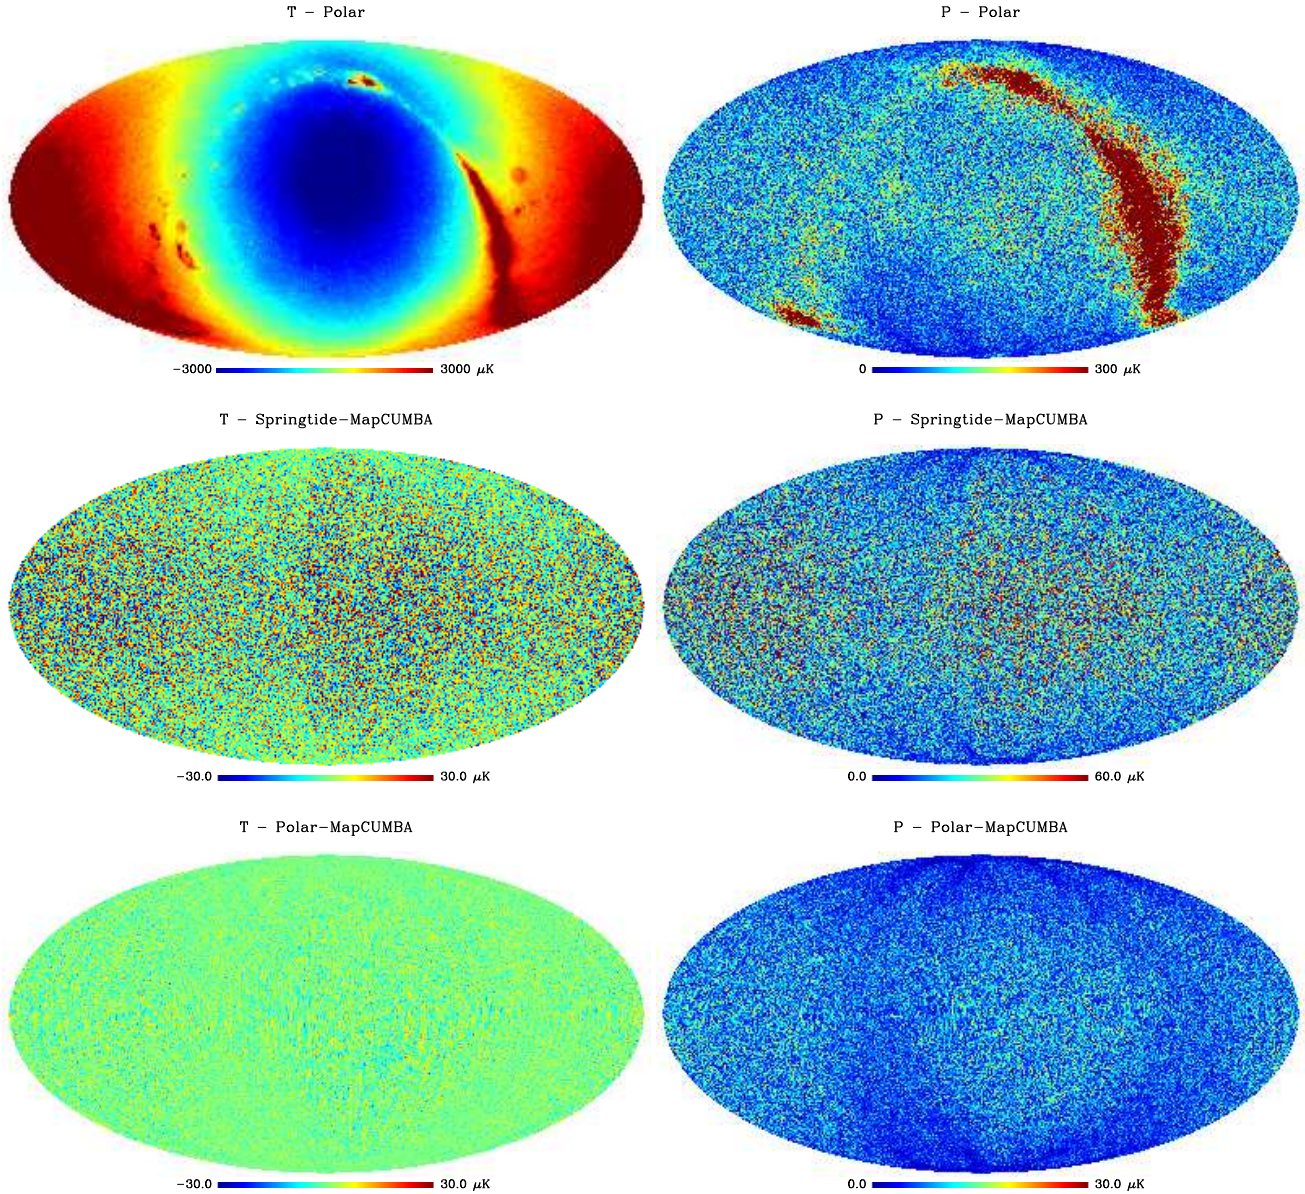 T − Polar
P − Polar
−3000 3000 μK
0 300 μK
T − Springtide−MapCUMBA
P − Springtide−MapCUMBA
−30.0 30.0 μK
0.0 60.0 μK
T − Polar−MapCUMBA
P − Polar−MapCUMBA
−30.0 30.0 μK
0.0 30.0 μK